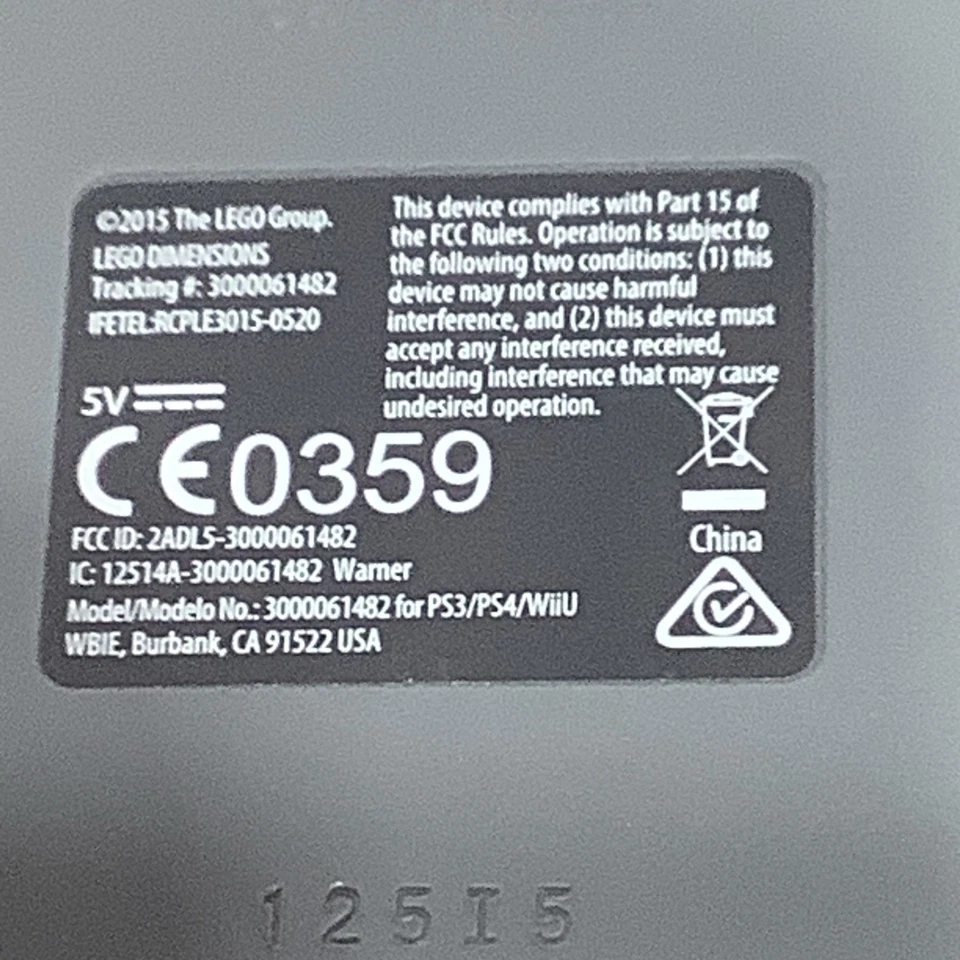 ©2015 The LEGO Group.
LEGO DIMENSIONS
Tracking #: 3000061482
IFETEL:RCPLE3015-0520
This device complies with Part 15 of
the FCC Rules. Operation is subject to
the following two conditions: (1) this
device may not cause harmful
interference, and (2) this device must
accept any interference received,
including interference that may cause
undesired operation.
5V
CE0359
FCC ID: 2ADL5-3000061482
IC: 12514A-3000061482 Warner
Model/Modelo No.: 3000061482 for PS3/PS4/WiiU
WBIE, Burbank, CA 91522 USA
China
125I5